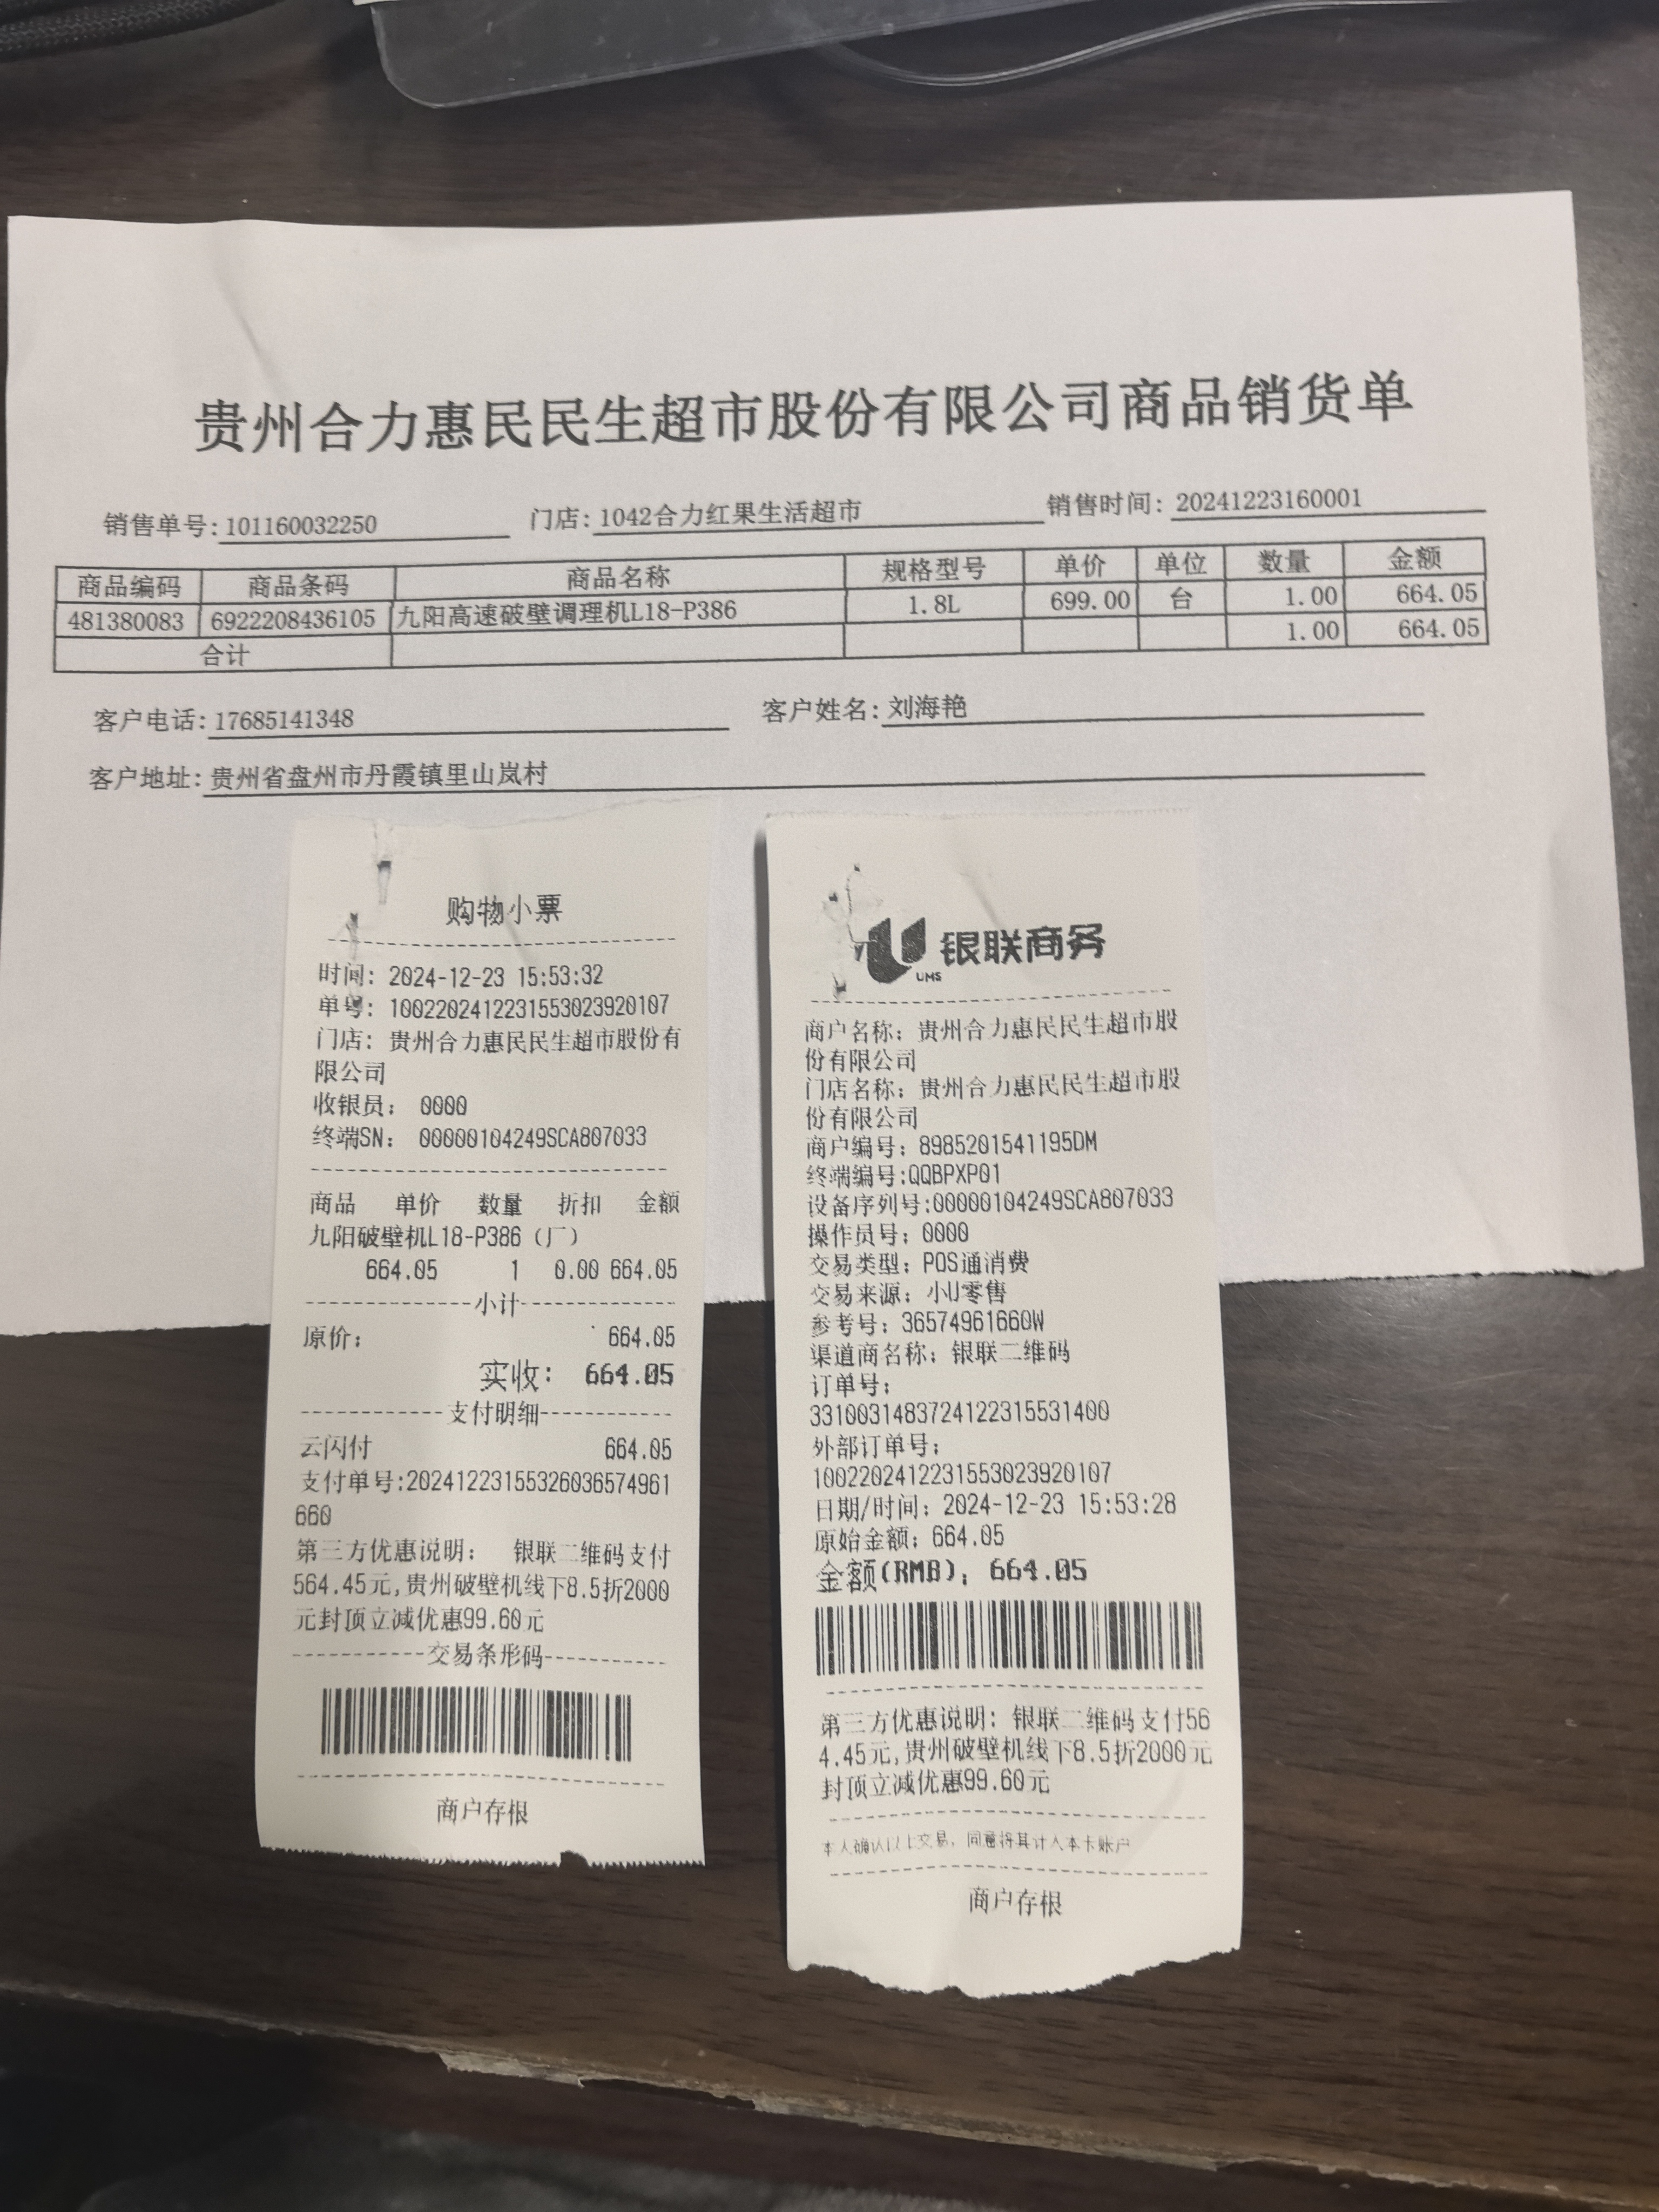 贵州合力惠民民生超市股份有限公司商品销货单
销售单号: 101160032250 门店: 1042合力红果生活超市 销售时间: 20241223160001
商品编码 商品条码 商品名称 规格型号 单价 单位 数量 金额
481380083 6922208436105 九阳高速破壁调理机L18-P386 1.8L 699.00 台 1.00 664.05
合计 1.00 664.05
客户电话: 17685141348 客户姓名: 刘海艳
客户地址: 贵州省盘州市丹霞镇里山岚村
购物小票
时间: 2024-12-23 15:53:32
单号: 10022024122315530239201​07
门店: 贵州合力惠民民生超市股份有
限公司
收银员: 0000
终端SN: 00000104249SCA807033
商品 单价 数量 折扣 金额
九阳破壁机L18-P386（厂）
664.05 1 0.00 664.05
小计
原价: 664.05
实收: 664.05
支付明细
云闪付 664.05
支付单号:20241223155326036574961
660
第三方优惠说明: 银联二维码支付
564.45元,贵州破壁机线下8.5折2000
元封顶立减优惠99.60元
交易条形码
商户存根
UMS
银联商务
商户名称: 贵州合力惠民民生超市股
份有限公司
门店名称: 贵州合力惠民民生超市股
份有限公司
商户编号: 8985201541195DM
终端编号:QQBPXP01
设备序列号:00000104249SCA807033
操作员号: 0000
交易类型: POS通消费
交易来源: 小U零售
参考号: 36574961660W
渠道商名称: 银联二维码
订单号:
33100314837241223155314​00
外部订单号:
1002202412231553023920107
日期/时间: 2024-12-23 15:53:28
原始金额: 664.05
金额(RMB): 664.05
第三方优惠说明: 银联二维码支付56
4.45元,贵州破壁机线下8.5折2000元
封顶立减优惠99.60元
本人确认以上交易, 同意将其计入本卡账户
商户存根